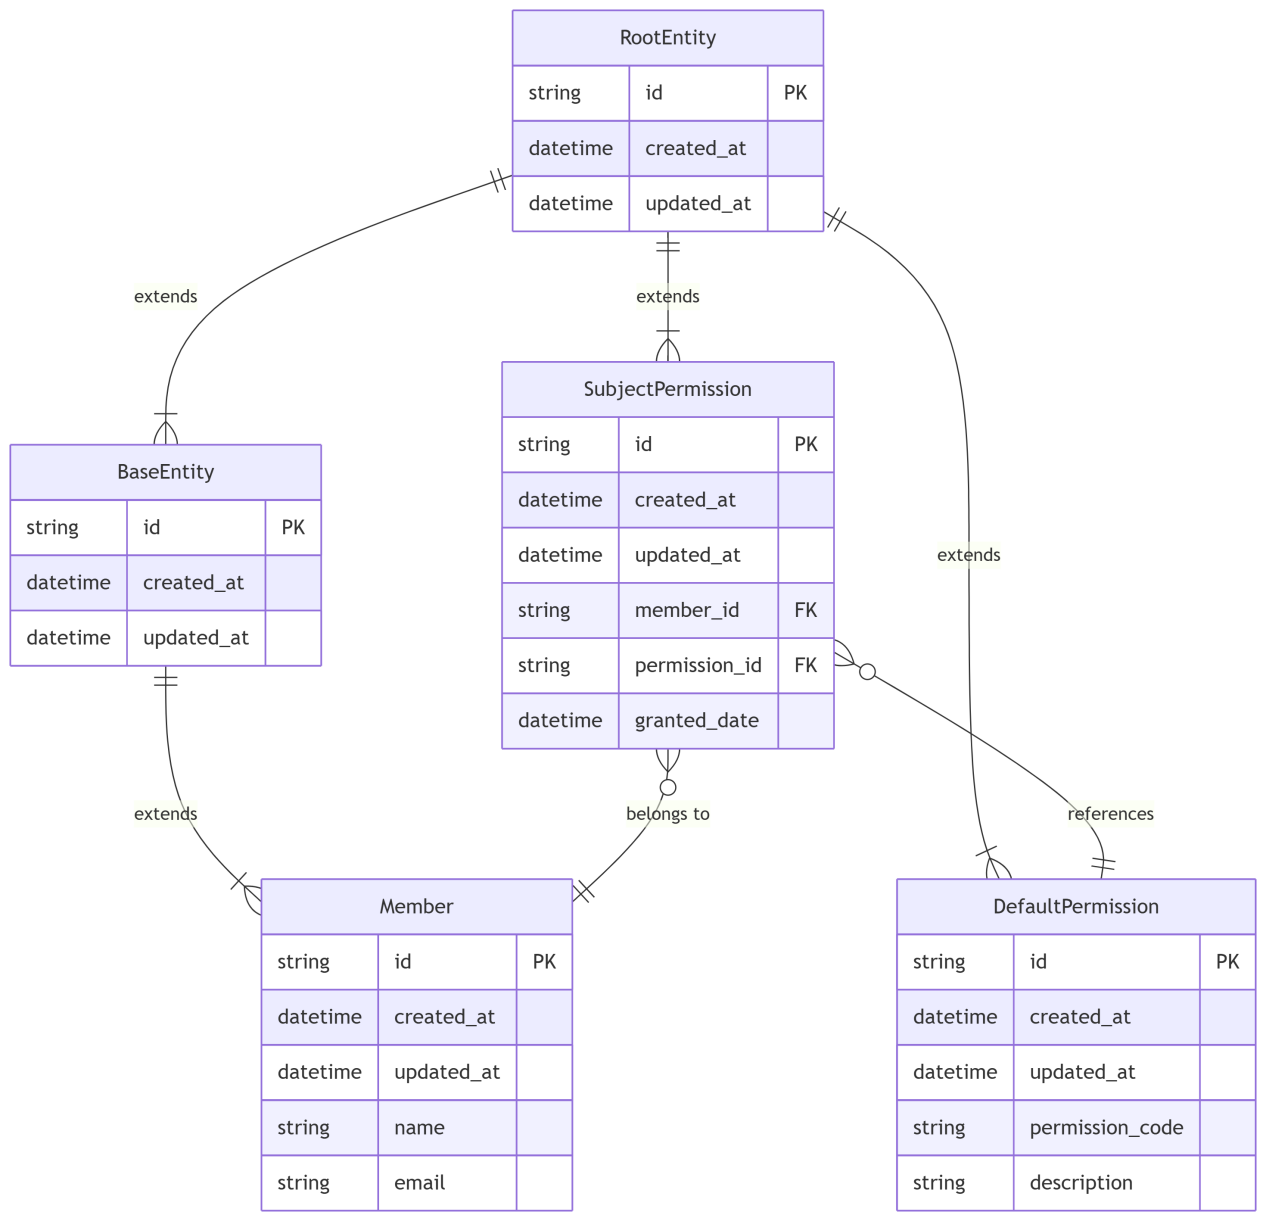 RootEntity
string id PK
datetime created_at
datetime updated_at
extends
extends
extends
SubjectPermission
string id PK
datetime created_at
datetime updated_at
string member_id FK
string permission_id FK
datetime granted_date
BaseEntity
string id PK
datetime created_at
datetime updated_at
extends
belongs to
references
Member
string id PK
datetime created_at
datetime updated_at
string name
string email
DefaultPermission
string id PK
datetime created_at
datetime updated_at
string permission_code
string description